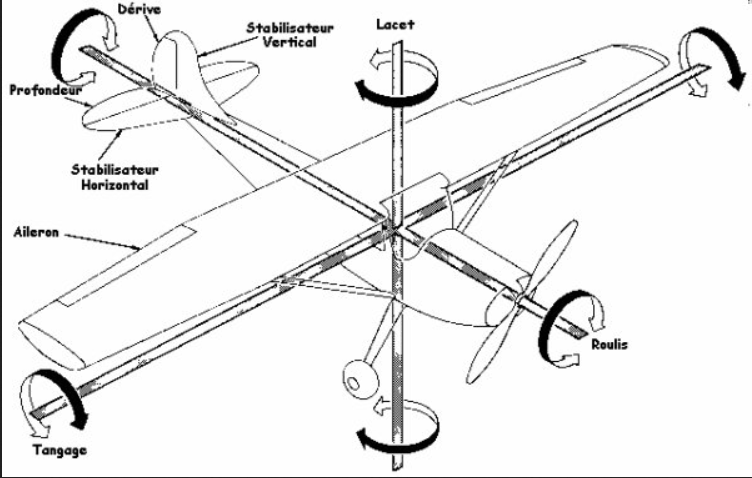 Dérive
Stabilisateur
Vertical
Lacet
Profondeur
Stabilisateur
Horizontal
Aileron
Roulis
Tangage